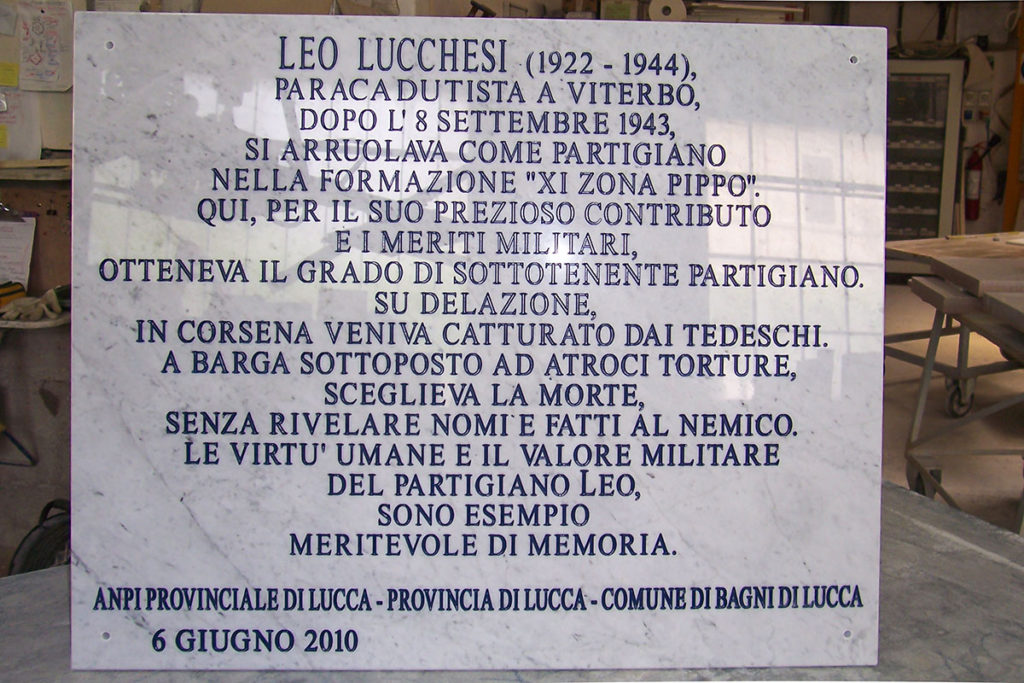 LEO LUCCHESI (1922 - 1944),
PARACADUTISTA A VITERBO,
DOPO L' 8 SETTEMBRE 1943,
SI ARRUOLAVA COME PARTIGIANO
NELLA FORMAZIONE "XI ZONA PIPPO".
QUI, PER IL SUO PREZIOSO CONTRIBUTO
E I MERITI MILITARI,
OTTENEVA IL GRADO DI SOTTOTENENTE PARTIGIANO.
SU DELAZIONE,
IN CORSENA VENIVA CATTURATO DAI TEDESCHI.
A BARGA SOTTOPOSTO AD ATROCI TORTURE,
SCEGLIEVA LA MORTE,
SENZA RIVELARE NOMI E FATTI AL NEMICO.
LE VIRTU' UMANE E IL VALORE MILITARE
DEL PARTIGIANO LEO,
SONO ESEMPIO
MERITEVOLE DI MEMORIA.
ANPI PROVINCIALE DI LUCCA - PROVINCIA DI LUCCA - COMUNE DI BAGNI DI LUCCA
6 GIUGNO 2010